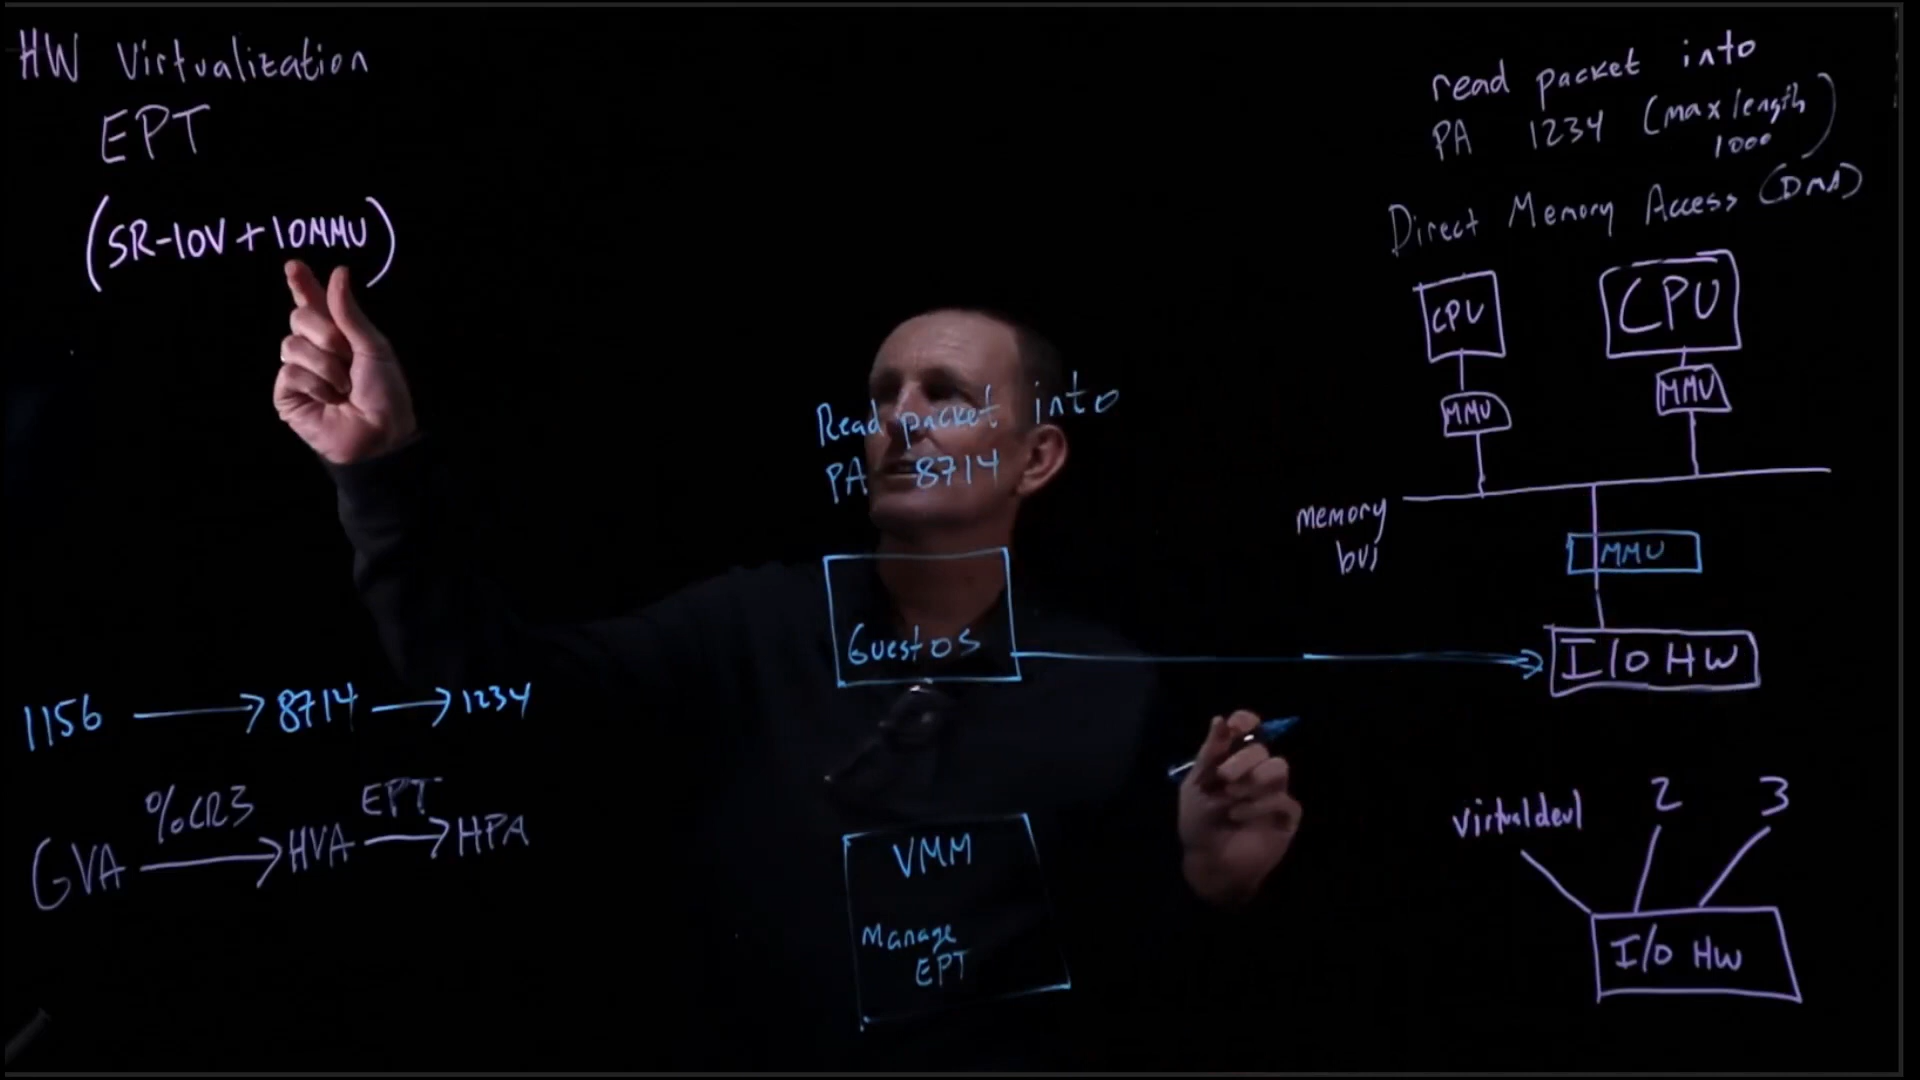 HW Virtualization
EPT
(SR-IOV + IOMMU)
read packet into
PA 1234 (max length
1000)
Direct Memory Access (DMA)
CPU
CPU
MMU
MMU
Read packet into
PA 8714
memory
bus
MMU
Guest OS
I/O HW
1156 → 8714 → 1234
%CR3
EPT
GVA → HVA → HPA
VMM
Manage
EPT
virtual dev1
2
3
I/O HW